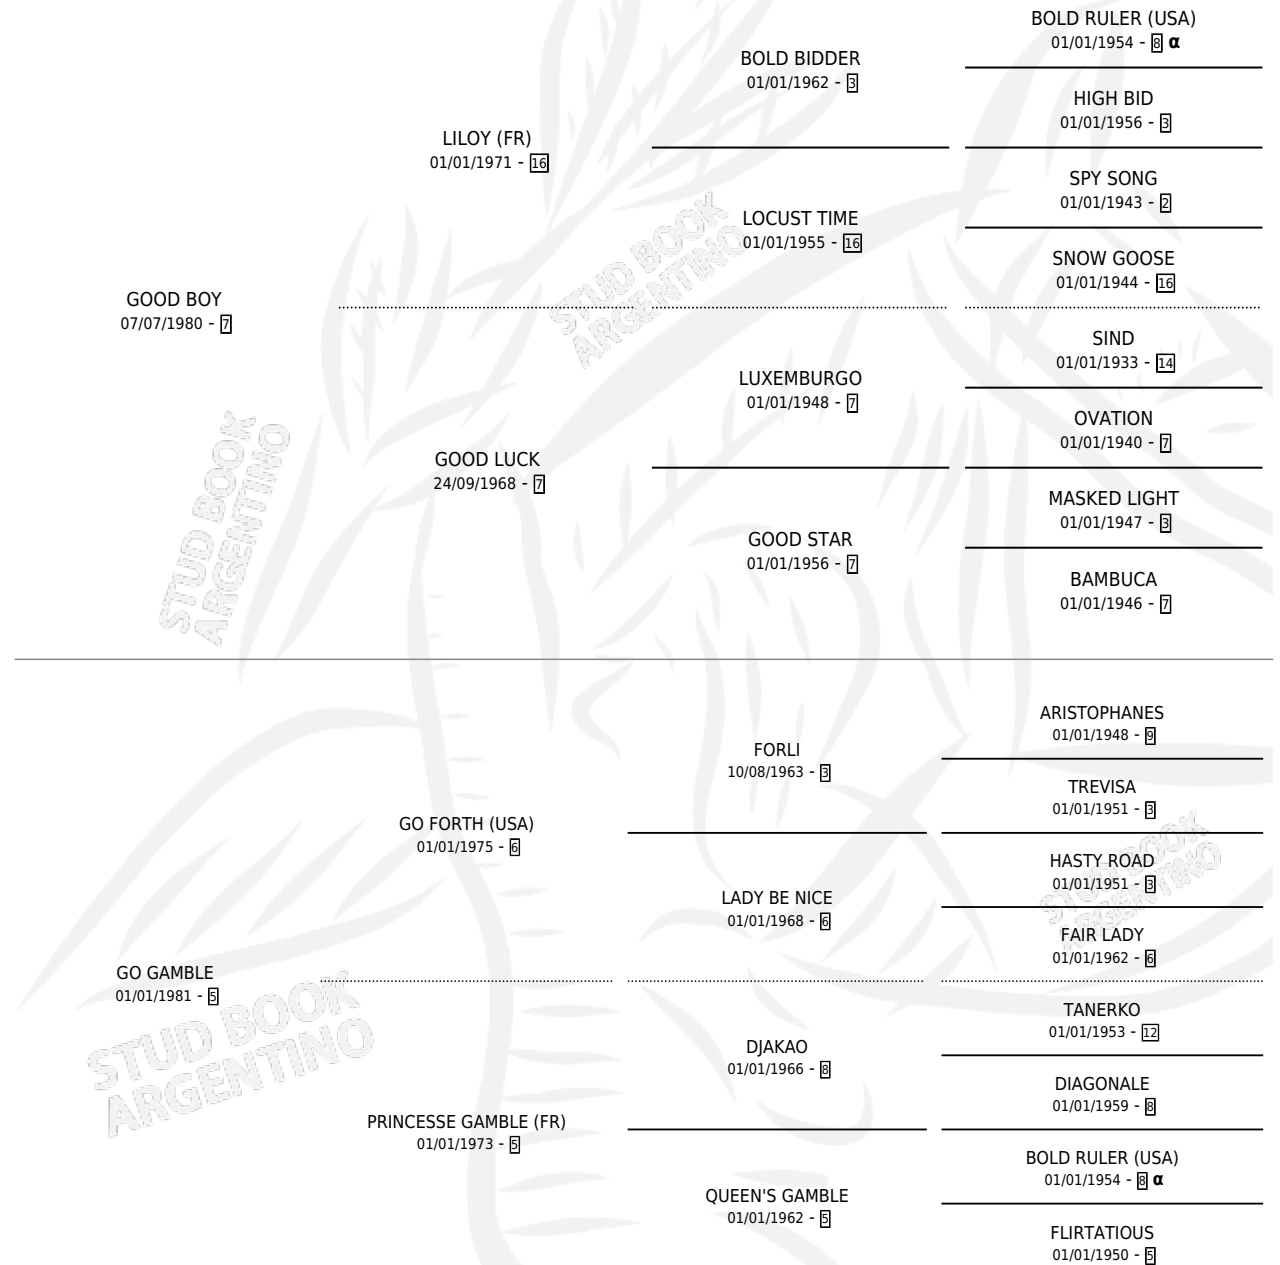 BOLD RULER (USA)
01/01/1954 - 8 α
BOLD BIDDER
01/01/1962 - 3
HIGH BID
01/01/1956 - 3
LILOY (FR)
01/01/1971 - 16
SPY SONG
01/01/1943 - 2
LOCUST TIME
01/01/1955 - 16
SNOW GOOSE
01/01/1944 - 16
STUD BOOK
ARGENTINO
GOOD BOY
07/07/1980 - 7
SIND
01/01/1933 - 14
LUXEMBURGO
01/01/1948 - 7
OVATION
01/01/1940 - 7
GOOD LUCK
24/09/1968 - 7
MASKED LIGHT
01/01/1947 - 3
GOOD STAR
01/01/1956 - 7
BAMBUCA
01/01/1946 - 7
STUD BOOK
ARGENTINO
ARISTOPHANES
01/01/1948 - 9
FORLI
10/08/1963 - 3
TREVISA
01/01/1951 - 3
GO FORTH (USA)
01/01/1975 - 6
HASTY ROAD
01/01/1951 - 3
LADY BE NICE
01/01/1968 - 6
FAIR LADY
01/01/1962 - 6
STUD BOOK
ARGENTINO
GO GAMBLE
01/01/1981 - 5
TANERKO
01/01/1953 - 12
DJAKAO
01/01/1966 - 8
DIAGONALE
01/01/1959 - 8
STUD BOOK
ARGENTINO
PRINCESSE GAMBLE (FR)
01/01/1973 - 5
BOLD RULER (USA)
01/01/1954 - 8 α
QUEEN'S GAMBLE
01/01/1962 - 5
FLIRTATIOUS
01/01/1950 - 5